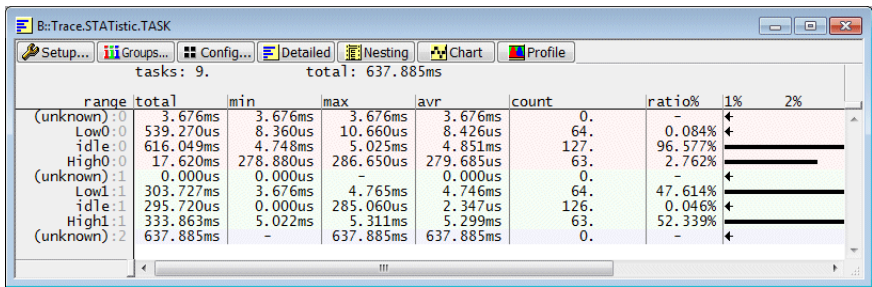 B::Trace.STATistic.TASK
Setup... Groups... Config... Detailed Nesting Chart Profile
tasks: 9. total: 637.885ms
range total min max avr count ratio% 1% 2%
(unknown):0 3.676ms 3.676ms 3.676ms 3.676ms 0. -
Low0:0 539.270us 8.360us 10.660us 8.426us 64. 0.084%
idle:0 616.049ms 4.748ms 5.025ms 4.851ms 127. 96.577%
High0:0 17.620ms 278.880us 286.650us 279.685us 63. 2.762%
(unknown):1 0.000us 0.000us - 0.000us 0. -
Low1:1 303.727ms 3.676ms 4.765ms 4.746ms 64. 47.614%
idle:1 295.720us 0.000us 285.060us 2.347us 126. 0.046%
High1:1 333.863ms 5.022ms 5.311ms 5.299ms 63. 52.339%
(unknown):2 637.885ms - 637.885ms 637.885ms 0. -